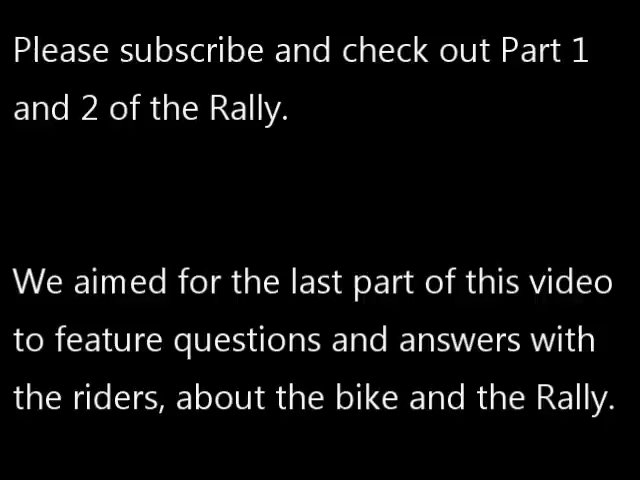 Please subscribe and check out Part 1
and 2 of the Rally.
We aimed for the last part of this video
to feature questions and answers with
the riders, about the bike and the Rally.